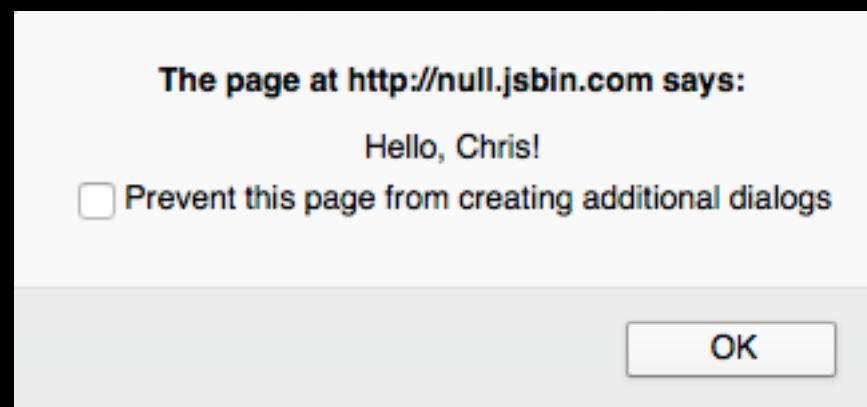 The page at http://null.jsbin.com says:
Hello, Chris!
Prevent this page from creating additional dialogs
OK